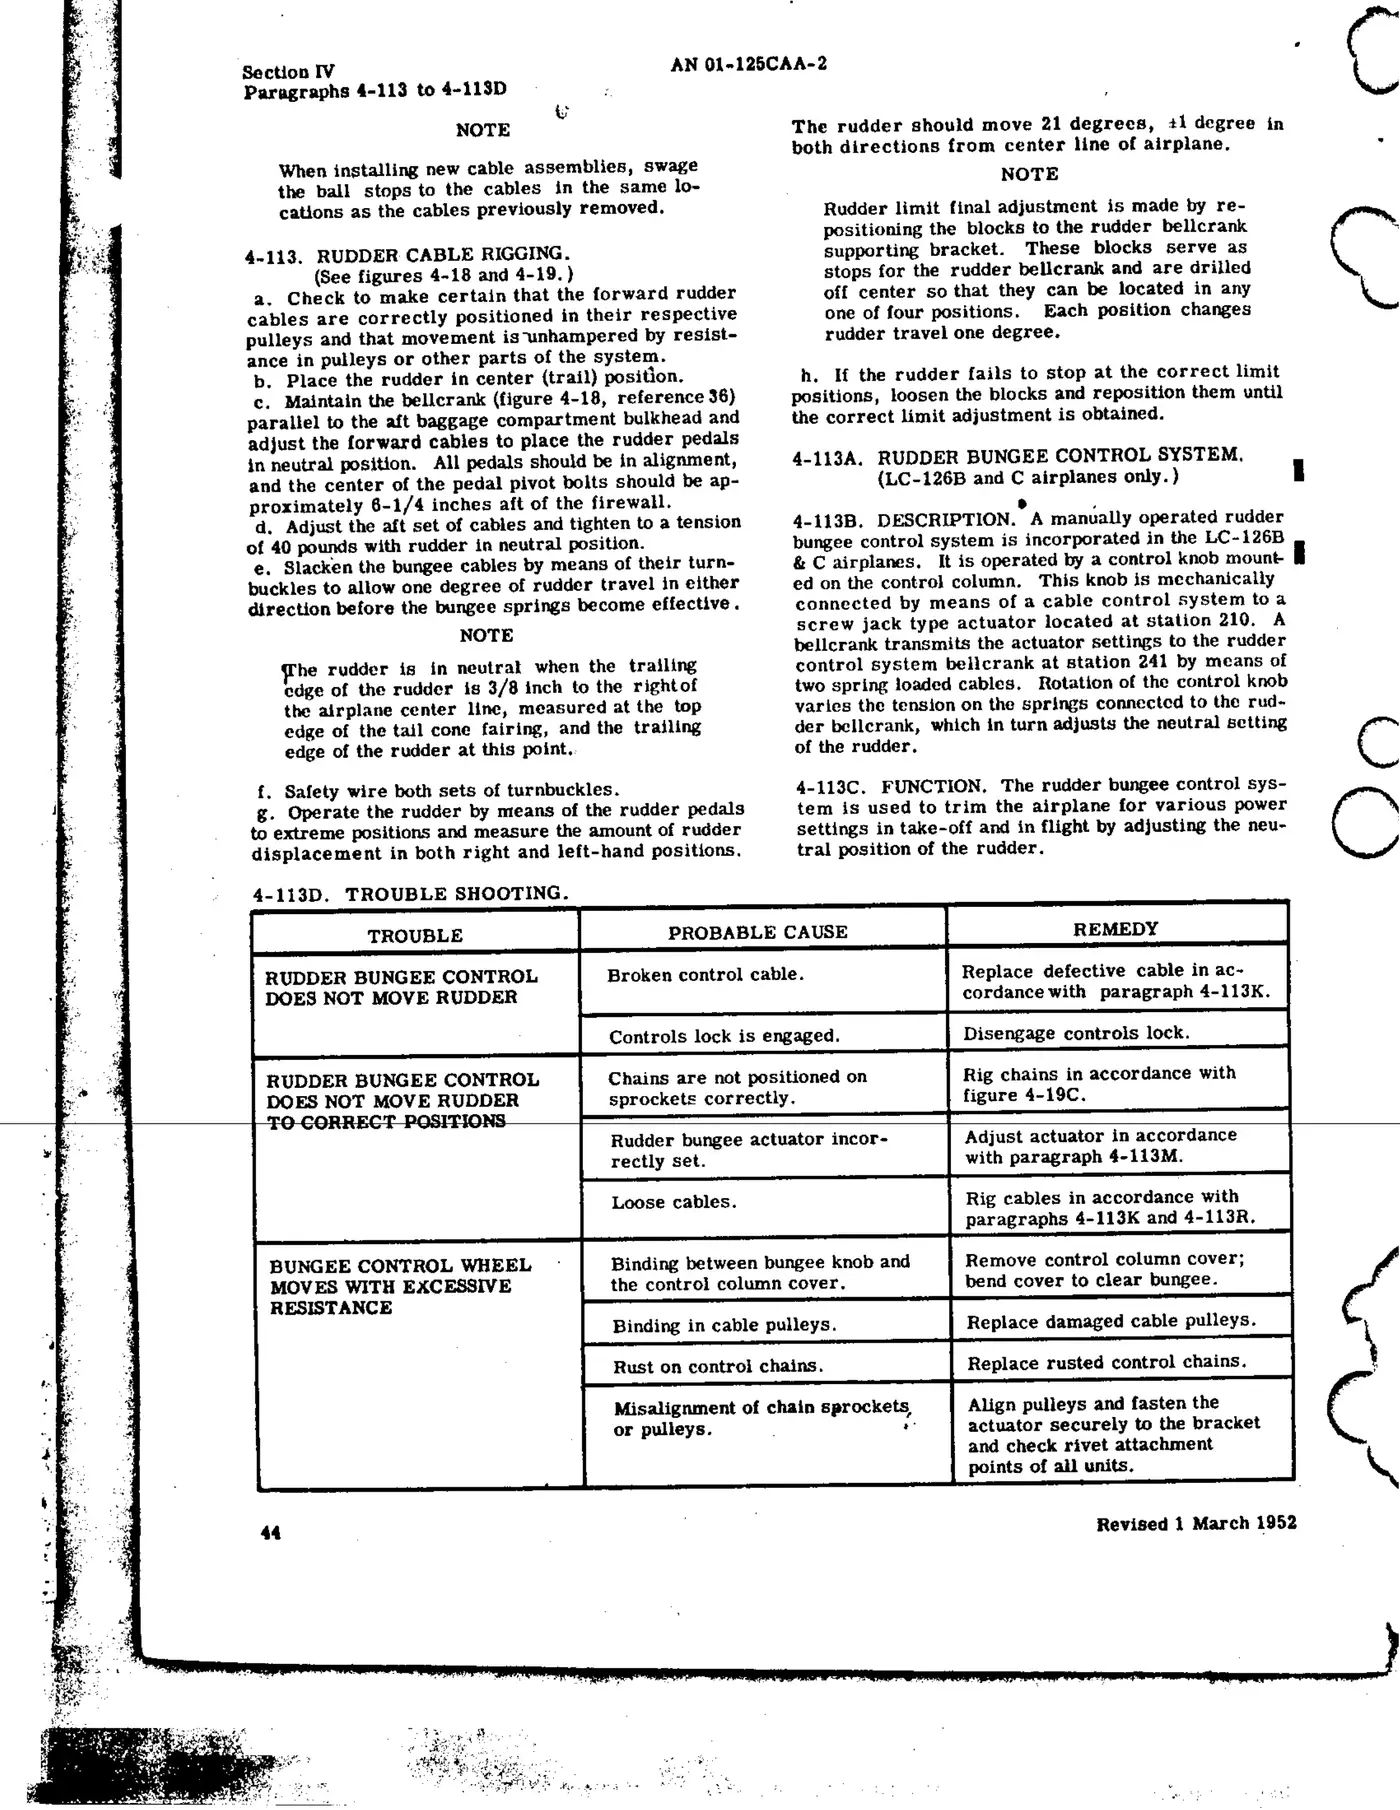 Section IV
Paragraphs 4-113 to 4-113D
AN 01-125CAA-2
NOTE
When installing new cable assemblies, swage
the ball stops to the cables in the same lo-
cations as the cables previously removed.
4-113. RUDDER CABLE RIGGING.
(See figures 4-18 and 4-19.)
a. Check to make certain that the forward rudder
cables are correctly positioned in their respective
pulleys and that movement is unhampered by resist-
ance in pulleys or other parts of the system.
b. Place the rudder in center (trail) position.
c. Maintain the bellcrank (figure 4-18, reference 36)
parallel to the aft baggage compartment bulkhead and
adjust the forward cables to place the rudder pedals
in neutral position. All pedals should be in alignment,
and the center of the pedal pivot bolts should be ap-
proximately 6-1/4 inches aft of the firewall.
d. Adjust the aft set of cables and tighten to a tension
of 40 pounds with rudder in neutral position.
e. Slacken the bungee cables by means of their turn-
buckles to allow one degree of rudder travel in either
direction before the bungee springs become effective.
NOTE
The rudder is in neutral when the trailing
edge of the rudder is 3/8 inch to the right of
the airplane center line, measured at the top
edge of the tail cone fairing, and the trailing
edge of the rudder at this point.
f. Safety wire both sets of turnbuckles.
g. Operate the rudder by means of the rudder pedals
to extreme positions and measure the amount of rudder
displacement in both right and left-hand positions.
The rudder should move 21 degrees, ±1 degree in
both directions from center line of airplane.
NOTE
Rudder limit final adjustment is made by re-
positioning the blocks to the rudder bellcrank
supporting bracket. These blocks serve as
stops for the rudder bellcrank and are drilled
off center so that they can be located in any
one of four positions. Each position changes
rudder travel one degree.
h. If the rudder fails to stop at the correct limit
positions, loosen the blocks and reposition them until
the correct limit adjustment is obtained.
4-113A. RUDDER BUNGEE CONTROL SYSTEM.
(LC-126B and C airplanes only.)
4-113B. DESCRIPTION. A manually operated rudder
bungee control system is incorporated in the LC-126B
& C airplanes. It is operated by a control knob mount-
ed on the control column. This knob is mechanically
connected by means of a cable control system to a
screw jack type actuator located at station 210. A
bellcrank transmits the actuator settings to the rudder
control system bellcrank at station 241 by means of
two spring loaded cables. Rotation of the control knob
varies the tension on the springs connected to the rud-
der bellcrank, which in turn adjusts the neutral setting
of the rudder.
4-113C. FUNCTION. The rudder bungee control sys-
tem is used to trim the airplane for various power
settings in take-off and in flight by adjusting the neu-
tral position of the rudder.
4-113D. TROUBLE SHOOTING.
TROUBLE
PROBABLE CAUSE
REMEDY
RUDDER BUNGEE CONTROL
DOES NOT MOVE RUDDER
Broken control cable.
Replace defective cable in ac-
cordance with paragraph 4-113K.
Controls lock is engaged.
Disengage controls lock.
RUDDER BUNGEE CONTROL
DOES NOT MOVE RUDDER
TO CORRECT POSITIONS
Chains are not positioned on
sprockets correctly.
Rig chains in accordance with
figure 4-19C.
Rudder bungee actuator incor-
rectly set.
Adjust actuator in accordance
with paragraph 4-113M.
Loose cables.
Rig cables in accordance with
paragraphs 4-113K and 4-113R.
BUNGEE CONTROL WHEEL
MOVES WITH EXCESSIVE
RESISTANCE
Binding between bungee knob and
the control column cover.
Remove control column cover;
bend cover to clear bungee.
Binding in cable pulleys.
Replace damaged cable pulleys.
Rust on control chains.
Replace rusted control chains.
Misalignment of chain sprockets,
or pulleys.
Align pulleys and fasten the
actuator securely to the bracket
and check rivet attachment
points of all units.
44
Revised 1 March 1952